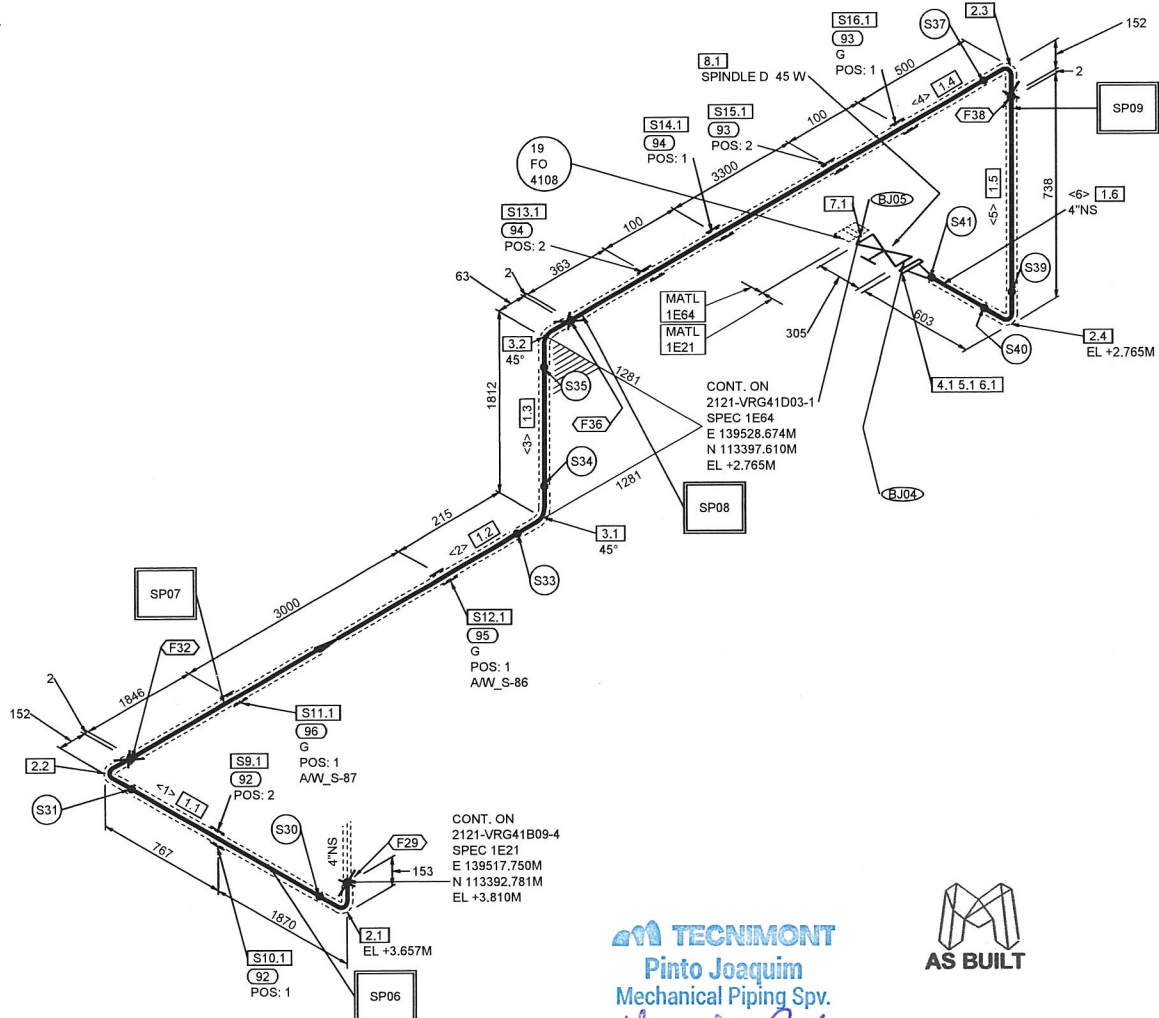 S16.1
93
G
POS: 1
S37
2.3
152
8.1
SPINDLE D 45 W
500
<4> 1.4
2
SP09
F38
S14.1
94
POS: 1
S15.1
93
POS: 2
100
19
FO
4108
3300
7.1
BJ05
<5> 1.5
738
<6> 1.6
4"NS
S41
S13.1
94
POS: 2
100
363
2
63
MATL
1E64
MATL
1E21
305
603
S39
S40
2.4
EL +2.765M
3.2
45°
S35
1281
1812
<3> 1.3
F36
4.1 5.1 6.1
CONT. ON
2121-VRG41D03-1
SPEC 1E64
E 139528.674M
N 113397.610M
EL +2.765M
S34
1281
SP08
BJ04
215
<2> 1.2
3.1
45°
S33
SP07
3000
S12.1
95
G
POS: 1
A/W_S-86
F32
2
1846
152
S11.1
96
G
POS: 1
A/W_S-87
2.2
S9.1
92
POS: 2
<1> 1.1
S31
S30
4"NS
F29
CONT. ON
2121-VRG41B09-4
SPEC 1E21
E 139517.750M
N 113392.781M
EL +3.810M
153
767
1870
2.1
EL +3.657M
S10.1
92
POS: 1
SP06
TECNIMONT
Pinto Joaquim
Mechanical Piping Spv.
AS BUILT